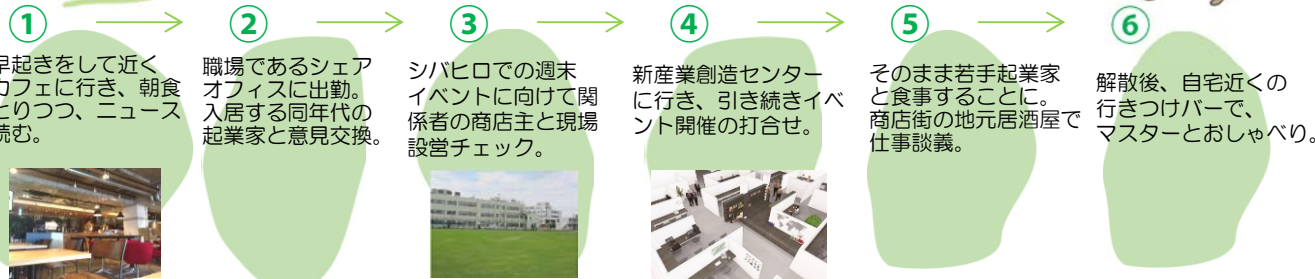 ①
早起きをして近く
カフェに行き、朝食
とりつつ、ニュース
読む。
②
職場であるシェア
オフィスに出勤。
入居する同年代の
起業家と意見交換。
③
シバヒロでの週末
イベントに向けて関
係者の商店主と現場
設営チェック。
④
新産業創造センター
に行き、引き続きイベ
ント開催の打合せ。
⑤
そのまま若手起業家
と食事することに。
商店街の地元居酒屋で
仕事談義。
⑥
解散後、自宅近くの
行きつけバーで、
マスターとおしゃべり。